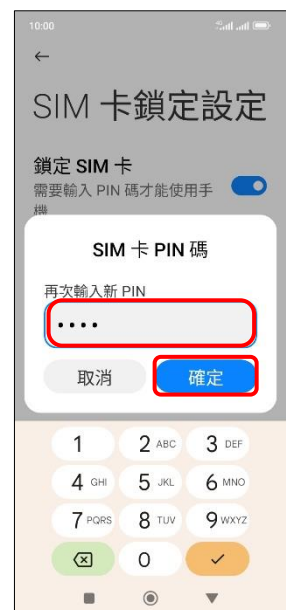 10:00
SIM 卡鎖定設定
鎖定 SIM 卡
需要輸入 PIN 碼才能使用手
機
SIM 卡 PIN 碼
再次輸入新 PIN
••••
取消 確定
1 2 ABC 3 DEF
4 GHI 5 JKL 6 MNO
7 PQRS 8 TUV 9 WXYZ
0